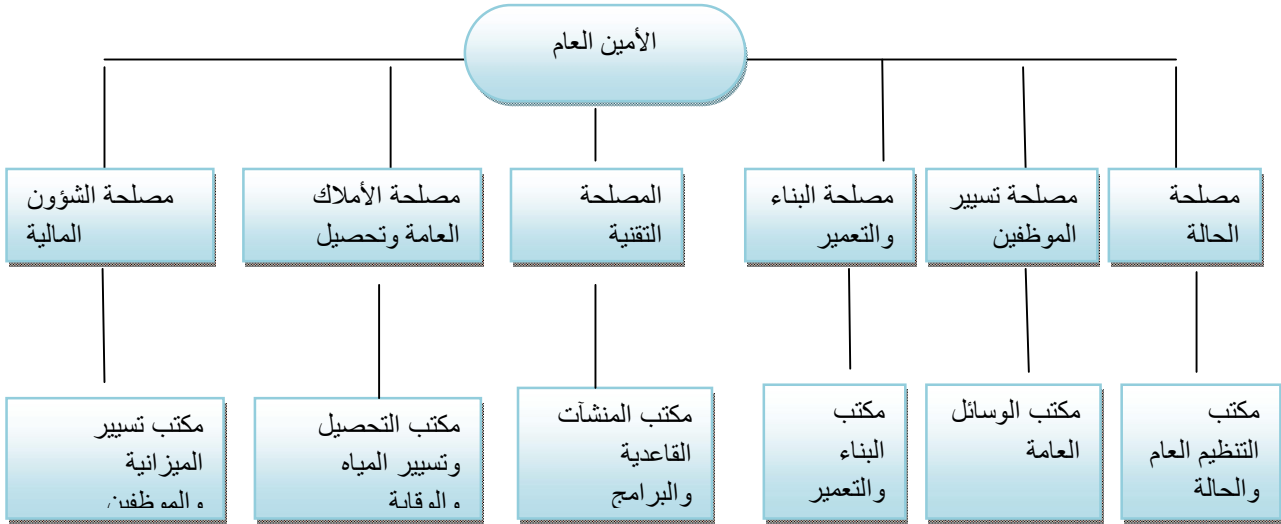 الأمين العام
مصلحة
الحالة
مصلحة تسيير
الموظفين
مصلحة البناء
والتعمير
المصلحة
التقنية
مصلحة الأملاك
العامة وتحصيل
مصلحة الشؤون
المالية
مكتب
التنظيم العام
والحالة
مكتب الوسائل
العامة
مكتب
البناء
والتعمير
مكتب المنشآت
القاعدية
والبرامج
مكتب التحصيل
وتسيير المياه
والوقاية
مكتب تسيير
الميزانية
والموظفين